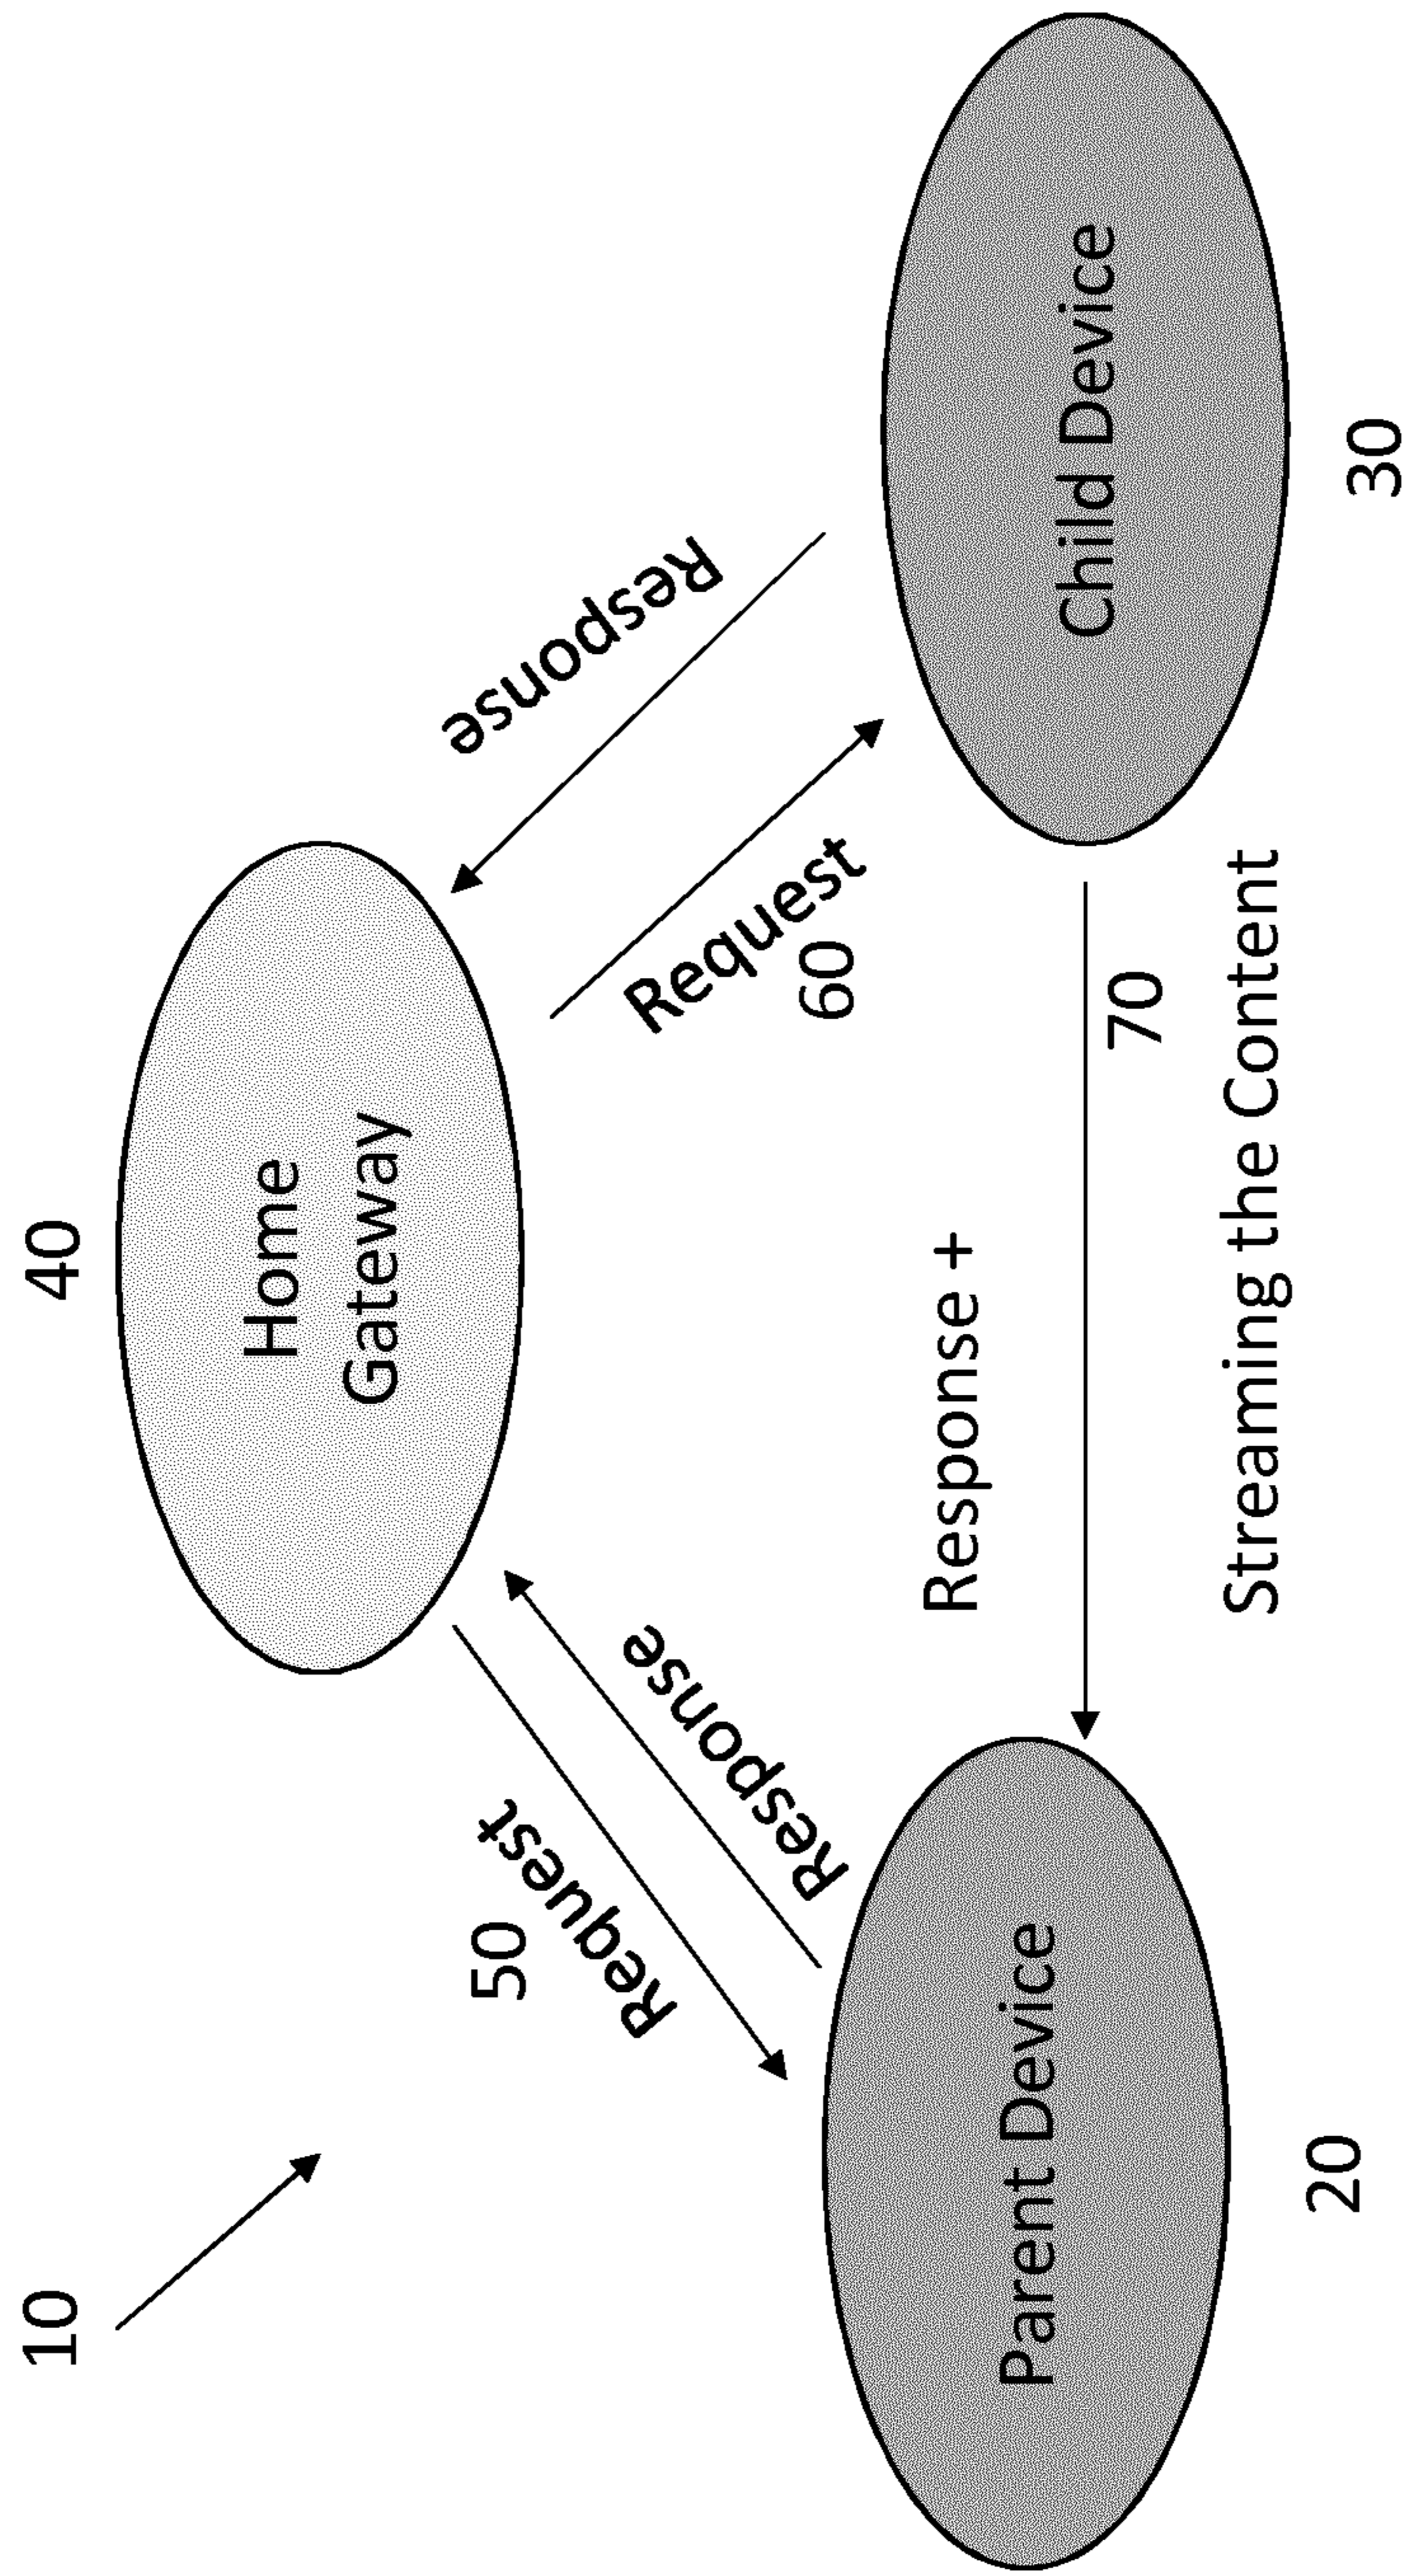 10
40
Home
Gateway
50
Request
Response
Response
Request
60
Response +
70
Streaming the Content
Parent Device
20
Child Device
30